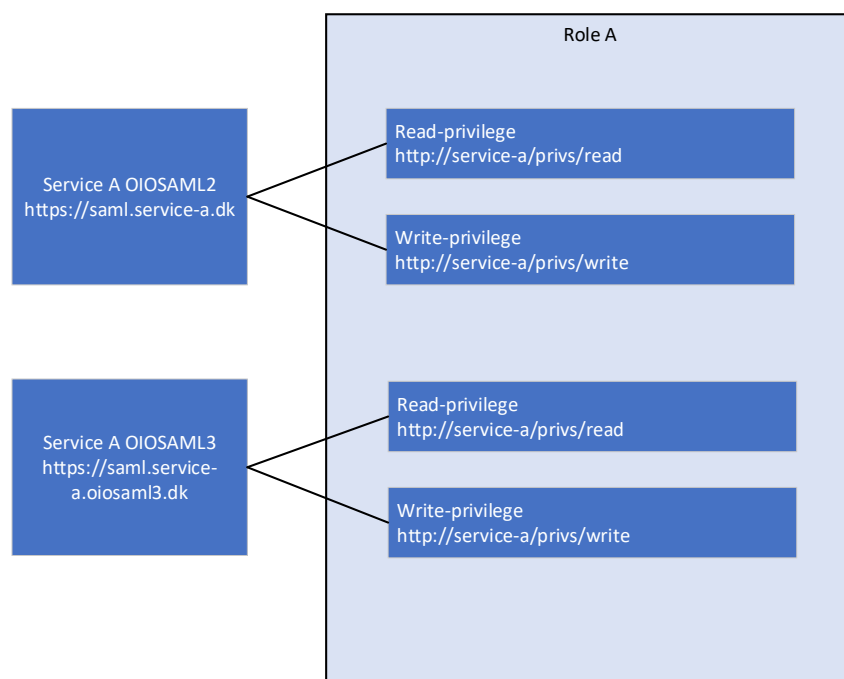 Role A
Service A OIOSAML2
https://saml.service-a.dk
Read-privilege
http://service-a/privs/read
Write-privilege
http://service-a/privs/write
Service A OIOSAML3
https://saml.service-
a.oiosaml3.dk
Read-privilege
http://service-a/privs/read
Write-privilege
http://service-a/privs/write